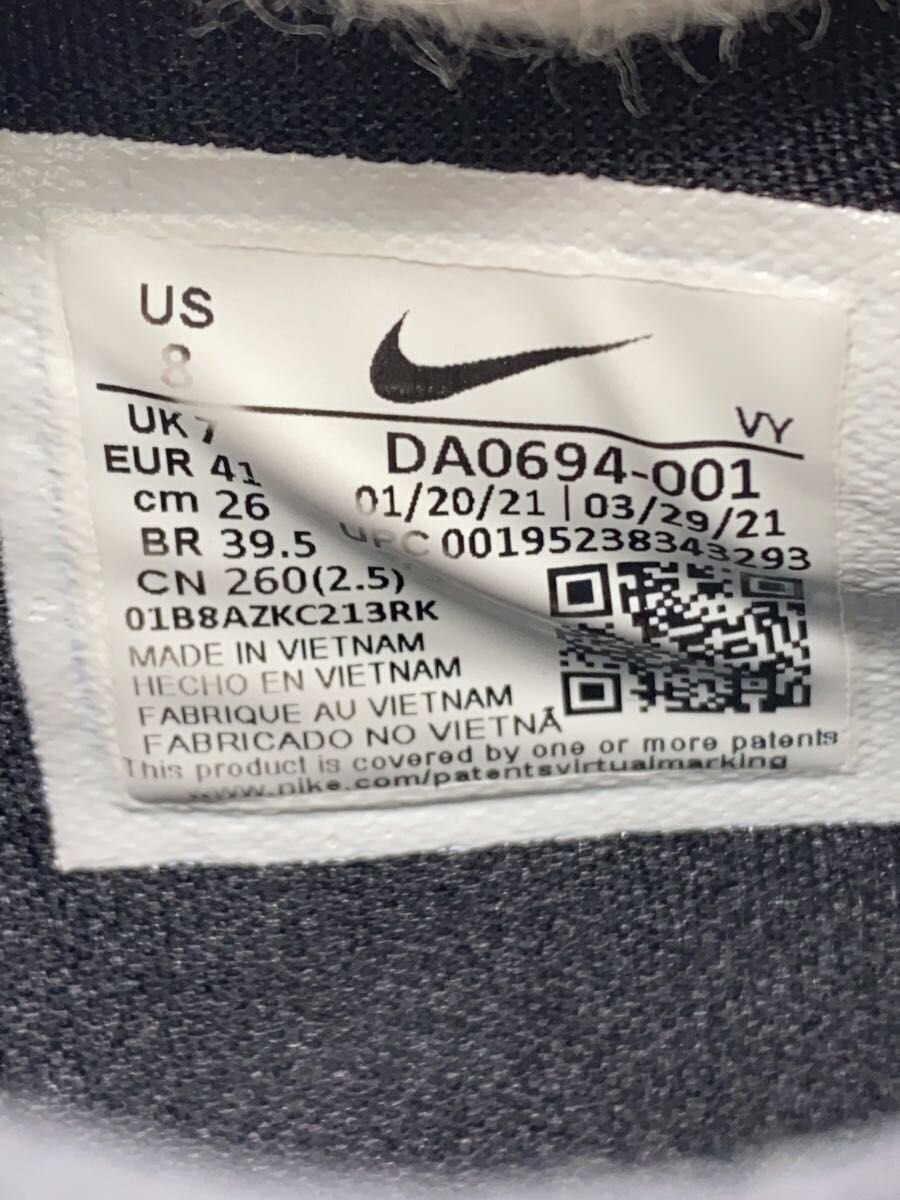 US
8
VY
UK 7
EUR 41
cm 26
BR 39.5
CN 260(2.5)
DA0694-001
01/20/21 | 03/29/21
UPC 00195238343293
01B8AZKC213RK
MADE IN VIETNAM
HECHO EN VIETNAM
FABRIQUE AU VIETNAM
FABRICADO NO VIETNÃ
This product is covered by one or more patents
www.nike.com/patentsvirtualmarking